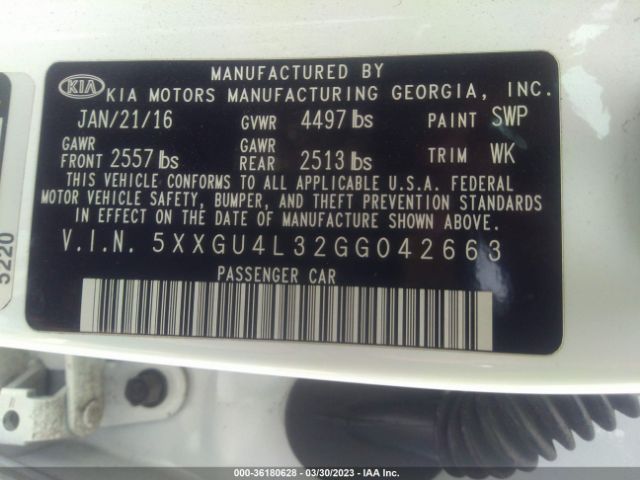 MANUFACTURED BY
KIA KIA MOTORS MANUFACTURING GEORGIA, INC.
JAN/21/16 GVWR 4497 lbs PAINT SWP
GAWR FRONT 2557 lbs GAWR REAR 2513 lbs TRIM WK
THIS VEHICLE CONFORMS TO ALL APPLICABLE U.S.A. FEDERAL
MOTOR VEHICLE SAFETY, BUMPER, AND THEFT PREVENTION STANDARDS
IN EFFECT ON THE DATE OF MANUFACTURE SHOWN ABOVE.
V.I.N. 5XXGU4L32GG042663
PASSENGER CAR
5220
000-36180628 - 03/30/2023 - IAA Inc.